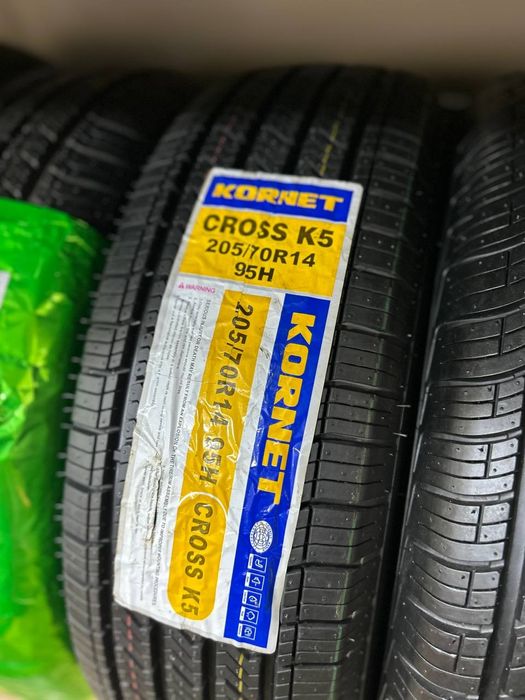 KORNET
CROSS K5
205/70R14
95H
WARNING
KORNET
205/70R14 95H CROSS K5